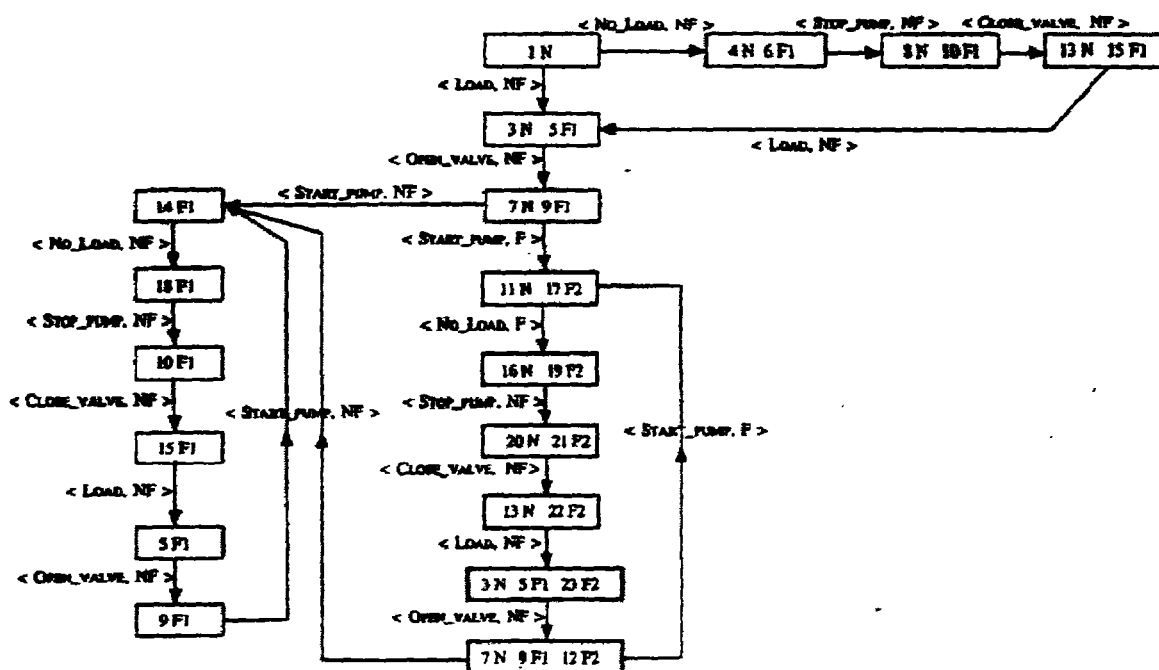 < No_Load, NF >
< Stop_pump, NF >
< Close_valve, NF >
1 N
4 N 6 F1
8 N 10 F1
13 N 15 F1
< Load, NF >
3 N 5 F1
< Load, NF >
< Open_valve, NF >
< Start_pump, NF >
14 F1
7 N 9 F1
< No_Load, NF >
< Start_pump, F >
18 F1
11 N 17 F2
< Stop_pump, NF >
< No_Load, F >
10 F1
16 N 19 F2
< Close_valve, NF >
< Start_pump, NF >
< Stop_pump, NF >
< Start_pump, F >
15 F1
20 N 21 F2
< Close_valve, NF >
< Load, NF >
13 N 22 F2
5 F1
< Load, NF >
< Open_valve, NF >
3 N 5 F1 23 F2
9 F1
< Open_valve, NF >
7 N 9 F1 12 F2